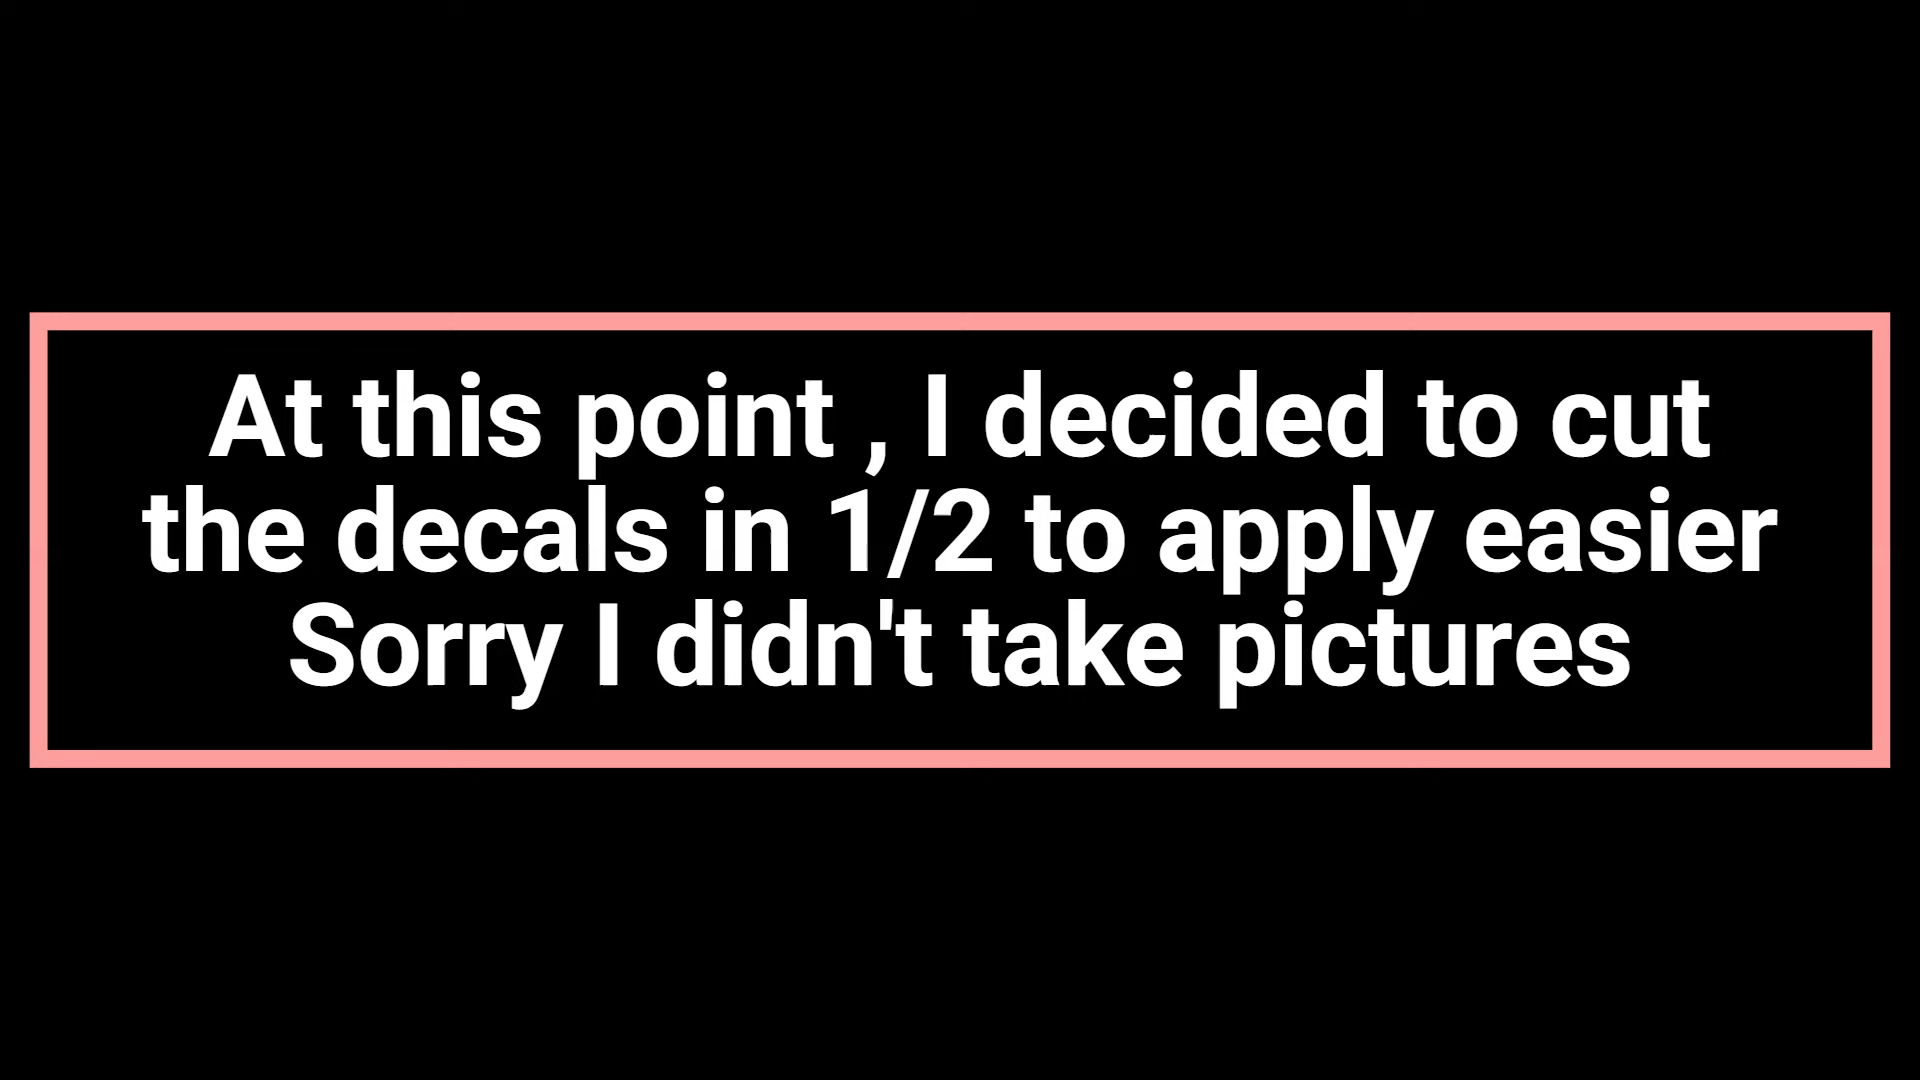 At this point , I decided to cut
the decals in 1/2 to apply easier
Sorry I didn't take pictures